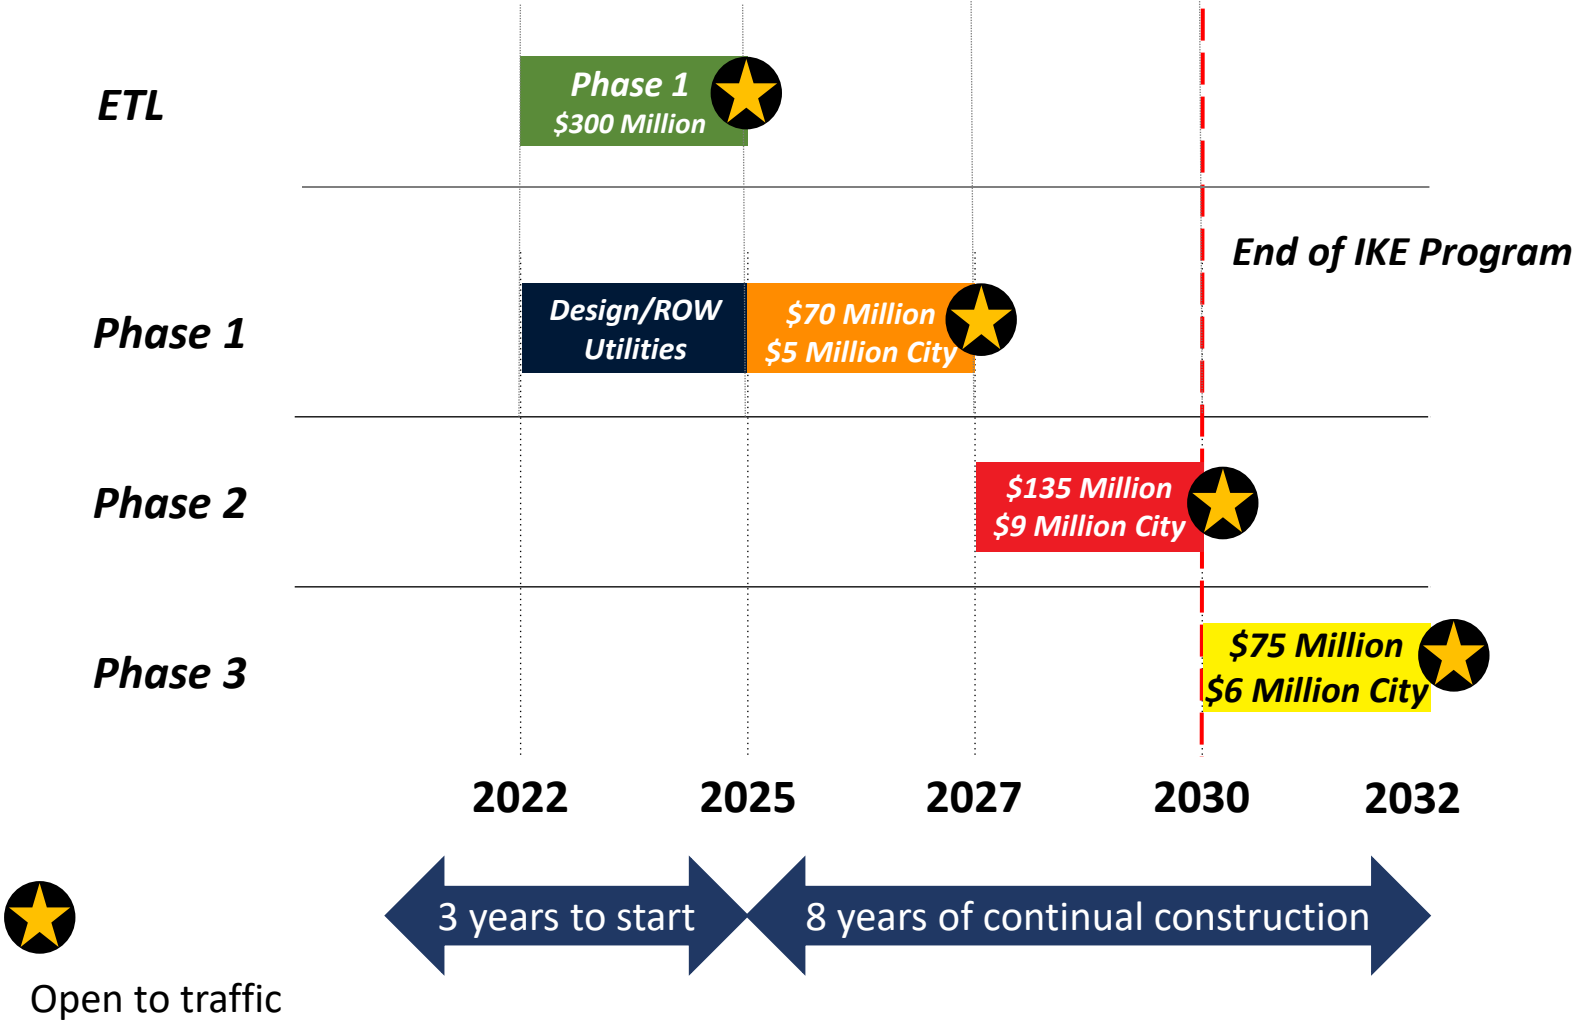 ETL
Phase 1
$300 Million
End of IKE Program
Phase 1
Design/ROW
Utilities
$70 Million
$5 Million City
Phase 2
$135 Million
$9 Million City
Phase 3
$75 Million
$6 Million City
2022
2025
2027
2030
2032
3 years to start
8 years of continual construction
Open to traffic